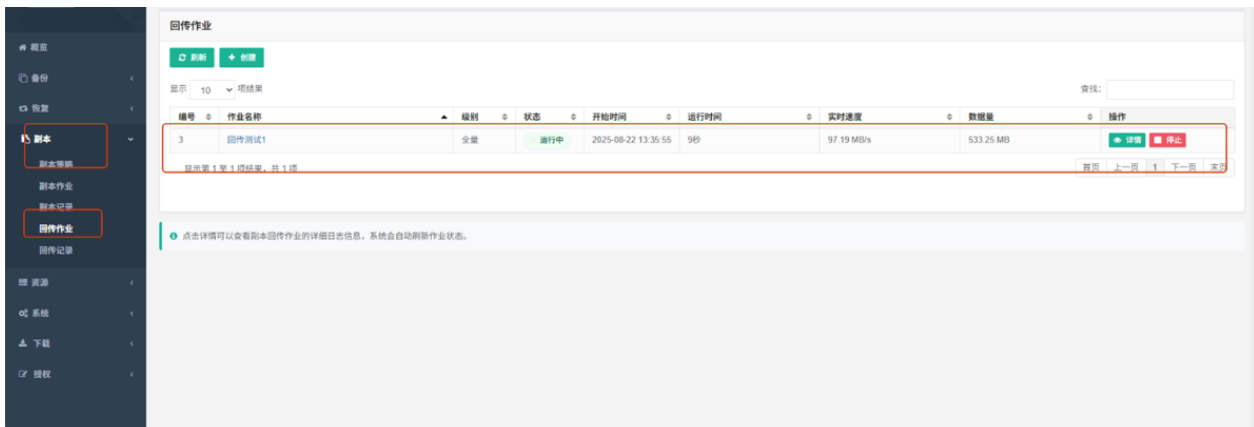 概览
备份
恢复
副本
副本策略
副本作业
副本记录
回传作业
回传记录
资源
系统
下载
授权
回传作业
刷新 创建
显示 10 项结果 查找:
编号 作业名称 级别 状态 开始时间 运行时间 实时速度 数据量 操作
3 回传测试1 全量 运行中 2025-08-22 13:35:55 9秒 97.19 MB/s 533.25 MB 详情 停止
显示第 1 至 1 项结果，共 1 项 首页 上一页 1 下一页 末页
点击详情可以查看副本回传作业的详细日志信息，系统会自动刷新作业状态。